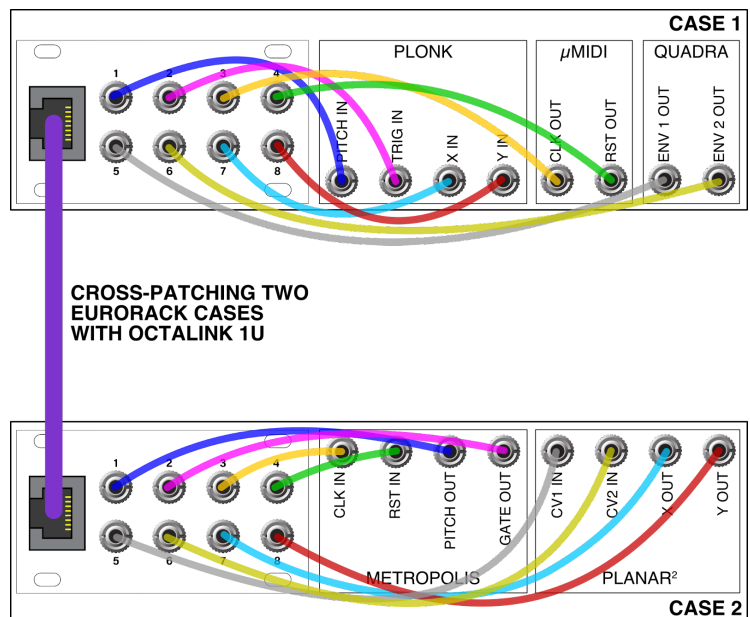 CASE 1
PLONK
µMIDI
QUADRA
1
2
3
4
5
6
7
8
PITCH IN
TRIG IN
X IN
Y IN
CLK OUT
RST OUT
ENV 1 OUT
ENV 2 OUT
CROSS-PATCHING TWO
EURORACK CASES
WITH OCTALINK 1U
1
2
3
4
5
6
7
8
CLK IN
RST IN
PITCH OUT
GATE OUT
CV1 IN
CV2 IN
X OUT
Y OUT
METROPOLIS
PLANAR²
CASE 2